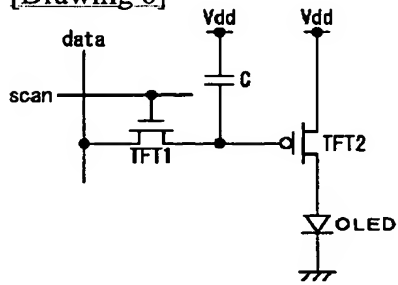 [Drawing 6]
Vdd Vdd
data
C
scan
TFT1
TFT2
OLED